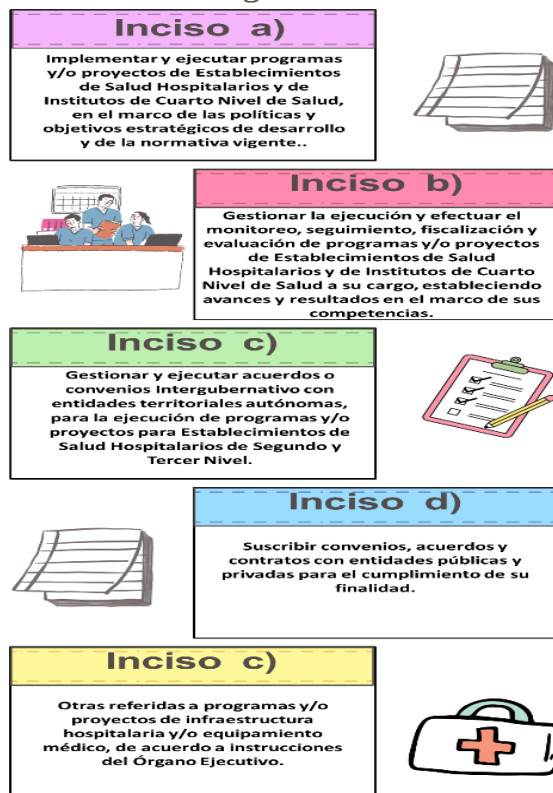 Inciso a)
Implementar y ejecutar programas
y/o proyectos de Establecimientos
de Salud Hospitalarios y de
Institutos de Cuarto Nivel de Salud,
en el marco de las políticas y
objetivos estratégicos de desarrollo
y de la normativa vigente..
Inciso b)
Gestionar la ejecución y efectuar el
monitoreo, seguimiento, fiscalización y
evaluación de programas y/o proyectos
de Establecimientos de Salud
Hospitalarios y de Institutos de Cuarto
Nivel de Salud a su cargo, estableciendo
avances y resultados en el marco de sus
competencias.
Inciso c)
Gestionar y ejecutar acuerdos o
convenios Intergubernativo con
entidades territoriales autónomas,
para la ejecución de programas y/o
proyectos para Establecimientos de
Salud Hospitalarios de Segundo y
Tercer Nivel.
Inciso d)
Suscribir convenios, acuerdos y
contratos con entidades públicas y
privadas para el cumplimiento de su
finalidad.
Inciso c)
Otras referidas a programas y/o
proyectos de infraestructura
hospitalaria y/o equipamiento
médico, de acuerdo a instrucciones
del Órgano Ejecutivo.